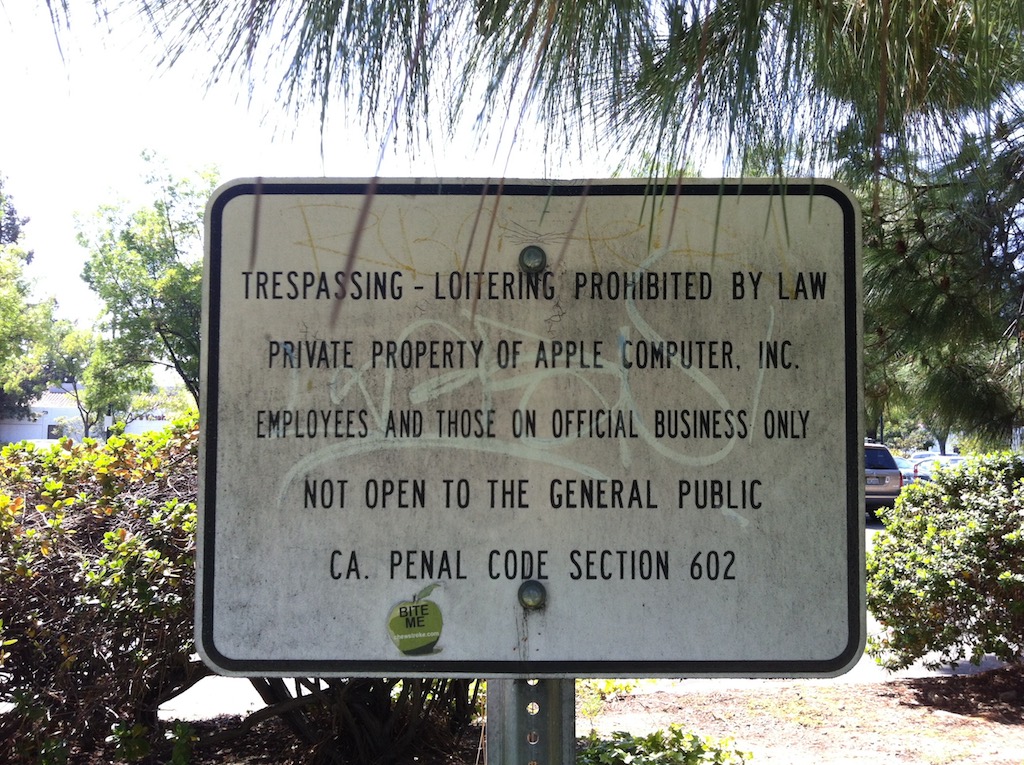 TRESPASSING - LOITERING PROHIBITED BY LAW
PRIVATE PROPERTY OF APPLE COMPUTER, INC.
EMPLOYEES AND THOSE ON OFFICIAL BUSINESS ONLY
NOT OPEN TO THE GENERAL PUBLIC
CA. PENAL CODE SECTION 602
BITE
ME